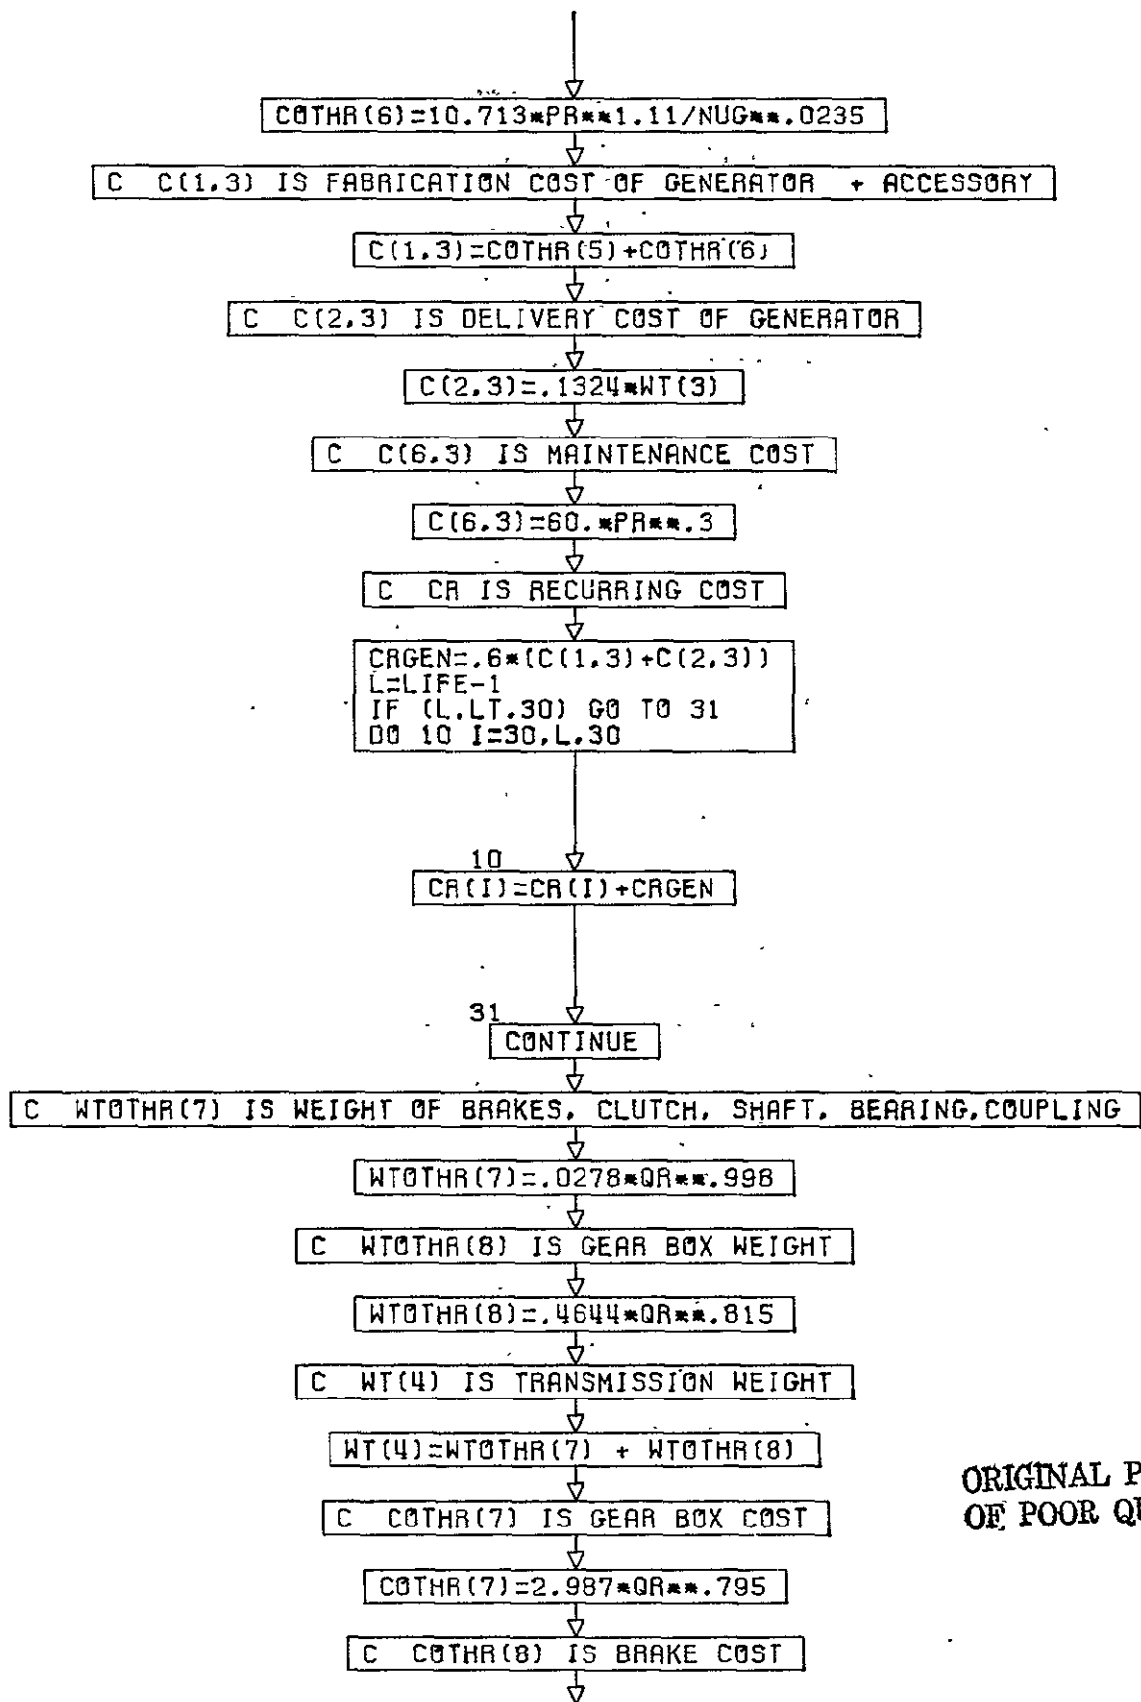 COTHR(6)=10.713*PR**1.11/NUG**.0235
C C(1,3) IS FABRICATION COST OF GENERATOR + ACCESSORY
C(1,3)=COTHR(5)+COTHR(6)
C C(2,3) IS DELIVERY COST OF GENERATOR
C(2,3)=.1324*WT(3)
C C(6,3) IS MAINTENANCE COST
C(6,3)=60.*PR**.3
C CR IS RECURRING COST
CRGEN=.6*(C(1,3)+C(2,3))
L=LIFE-1
IF (L.LT.30) GO TO 31
DO 10 I=30,L,30
10
CR(I)=CR(I)+CRGEN
31
CONTINUE
C WTOTHR(7) IS WEIGHT OF BRAKES, CLUTCH, SHAFT, BEARING,COUPLING
WTOTHR(7)=.0278*QR**.998
C WTOTHR(8) IS GEAR BOX WEIGHT
WTOTHR(8)=.4644*QR**.815
C WT(4) IS TRANSMISSION WEIGHT
WT(4)=WTOTHR(7) + WTOTHR(8)
C COTHR(7) IS GEAR BOX COST
COTHR(7)=2.987*QR**.795
C COTHR(8) IS BRAKE COST
ORIGINAL P
OF POOR QU